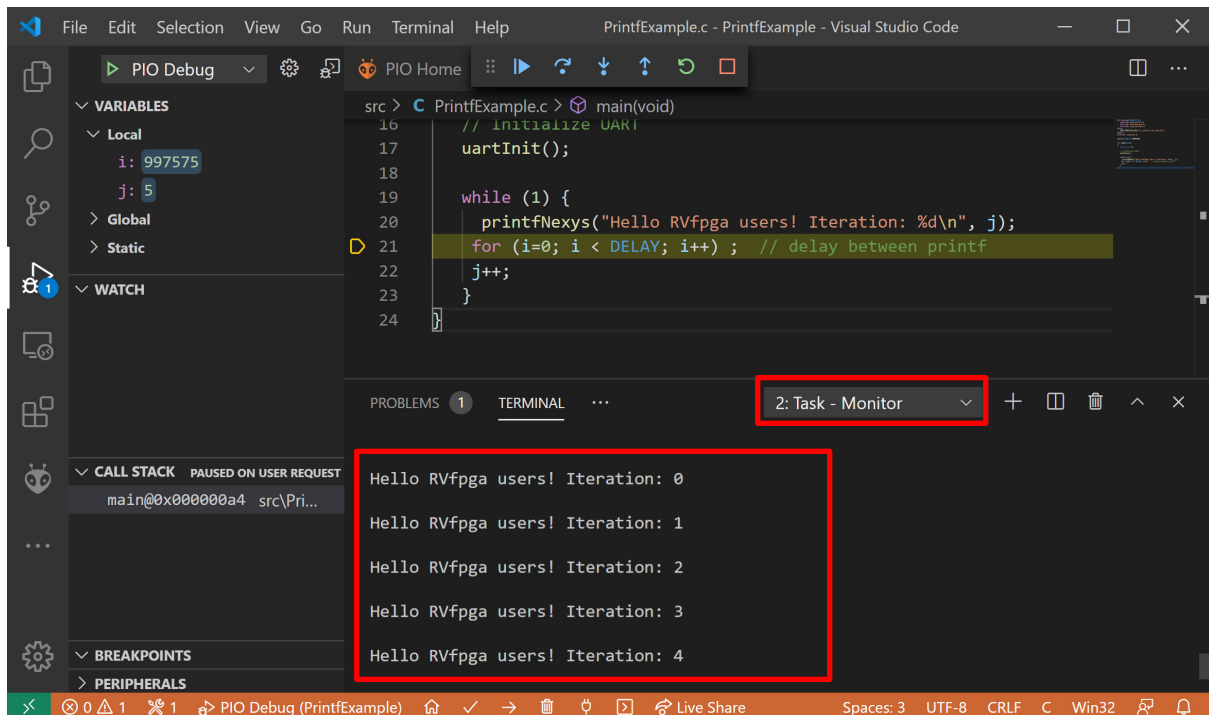 File Edit Selection View Go Run Terminal Help PrintfExample.c - PrintfExample - Visual Studio Code
PIO Debug
PIO Home
VARIABLES
Local
i: 997575
j: 5
Global
Static
WATCH
CALL STACK PAUSED ON USER REQUEST
main@0x000000a4 src\Pri...
BREAKPOINTS
PERIPHERALS
1
src > C PrintfExample.c > main(void)
16 // Initialize UART
17 uartInit();
18
19 while (1) {
20 printfNexys("Hello RVfpga users! Iteration: %d\n", j);
21 for (i=0; i < DELAY; i++) ; // delay between printf
22 j++;
23 }
24 }
PROBLEMS 1 TERMINAL ... 2: Task - Monitor
Hello RVfpga users! Iteration: 0
Hello RVfpga users! Iteration: 1
Hello RVfpga users! Iteration: 2
Hello RVfpga users! Iteration: 3
Hello RVfpga users! Iteration: 4
0 1 1 PIO Debug (PrintfExample) Live Share Spaces: 3 UTF-8 CRLF C Win32